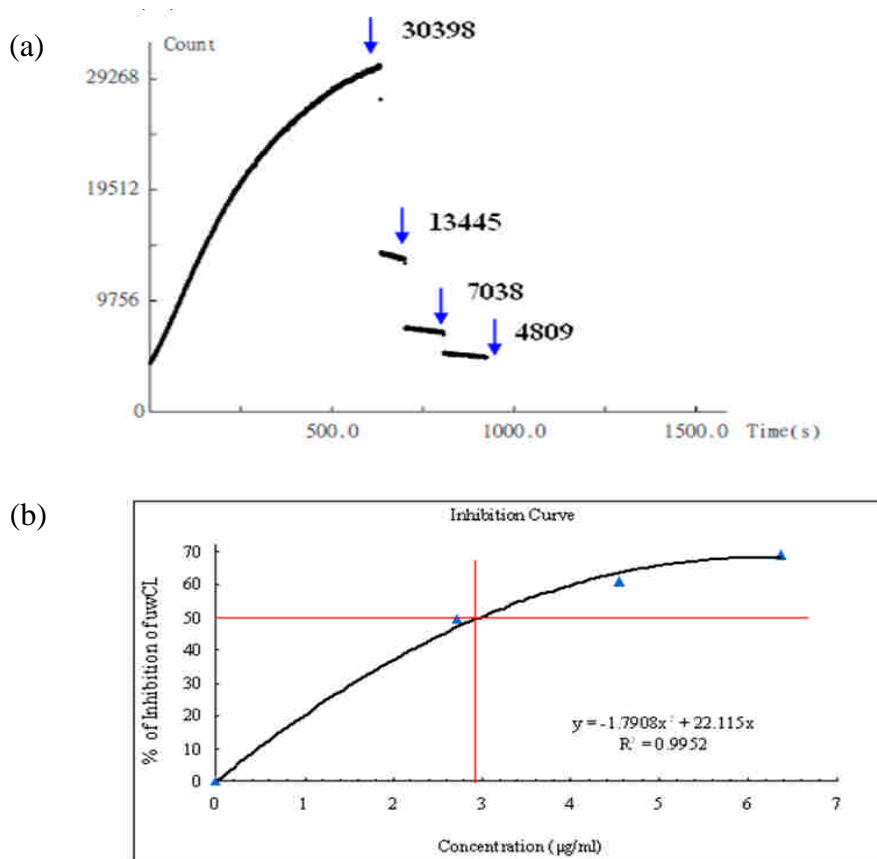 (a)
Count
30398
29268
19512
13445
9756
7038
4809
0
500.0
1000.0
1500.0
Time(s)
(b)
Inhibition Curve
% of Inhibition of uwCL
70
60
50
40
30
20
10
0
y = -1.7908x² + 22.115x
R² = 0.9952
0 1 2 3 4 5 6 7
Concentration (µg/ml)